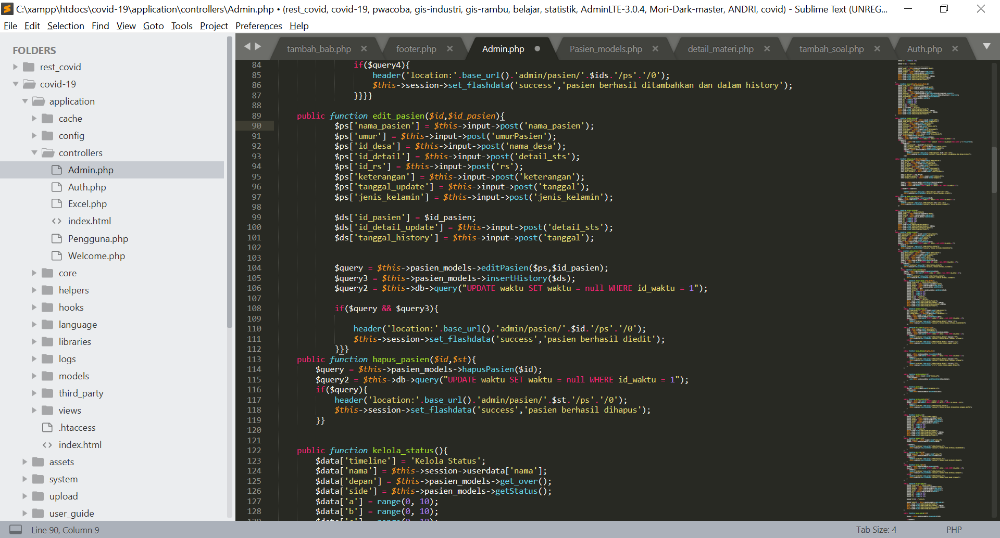 C:\xampp\htdocs\covid-19\application\controllers\Admin.php • (rest_covid, covid-19, pwacoba, gis-industri, gis-rambu, belajar, statistik, AdminLTE-3.0.4, Mori-Dark-master, ANDRI, covid) - Sublime Text (UNREG...
File Edit Selection Find View Goto Tools Project Preferences Help
FOLDERS
rest_covid
covid-19
application
cache
config
controllers
Admin.php
Auth.php
Excel.php
index.html
Pengguna.php
Welcome.php
core
helpers
hooks
language
libraries
logs
models
third_party
views
.htaccess
index.html
assets
system
upload
user_guide
tambah_bab.php footer.php Admin.php Pasien_models.php detail_materi.php tambah_soal.php Auth.php
84 if($query4){
85 header('location:'.base_url().'admin/pasien/'.$ids.'/ps'.'/0');
86 $this->session->set_flashdata('success','pasien berhasil ditambahkan dan dalam history');
87 }}}}
88
89 public function edit_pasien($id,$id_pasien){
90 $ps['nama_pasien'] = $this->input->post('nama_pasien');
91 $ps['umur'] = $this->input->post('umurPasien');
92 $ps['id_desa'] = $this->input->post('nama_desa');
93 $ps['id_detail'] = $this->input->post('detail_sts');
94 $ps['id_rs'] = $this->input->post('rs');
95 $ps['keterangan'] = $this->input->post('keterangan');
96 $ps['tanggal_update'] = $this->input->post('tanggal');
97 $ps['jenis_kelamin'] = $this->input->post('jenis_kelamin');
98
99 $ds['id_pasien'] = $id_pasien;
100 $ds['id_detail_update'] = $this->input->post('detail_sts');
101 $ds['tanggal_history'] = $this->input->post('tanggal');
102
103
104 $query = $this->pasien_models->editPasien($ps,$id_pasien);
105 $query3 = $this->pasien_models->insertHistory($ds);
106 $query2 = $this->db->query("UPDATE waktu SET waktu = null WHERE id_waktu = 1");
107
108 if($query && $query3){
109
110 header('location:'.base_url().'admin/pasien/'.$id.'/ps'.'/0');
111 $this->session->set_flashdata('success','pasien berhasil diedit');
112 }}}
113 public function hapus_pasien($id,$st){
114 $query = $this->pasien_models->hapusPasien($id);
115 $query2 = $this->db->query("UPDATE waktu SET waktu = null WHERE id_waktu = 1");
116 if($query){
117 header('location:'.base_url().'admin/pasien/'.$st.'/ps'.'/0');
118 $this->session->set_flashdata('success','pasien berhasil dihapus');
119 }}
120
121
122 public function kelola_status(){
123 $data['timeline'] = 'Kelola Status';
124 $data['nama'] = $this->session->userdata['nama'];
125 $data['depan'] = $this->pasien_models->get_over();
126 $data['side'] = $this->pasien_models->getStatus();
127 $data['a'] = range(0, 10);
128 $data['b'] = range(0, 10);
Line 90, Column 9 Tab Size: 4 PHP